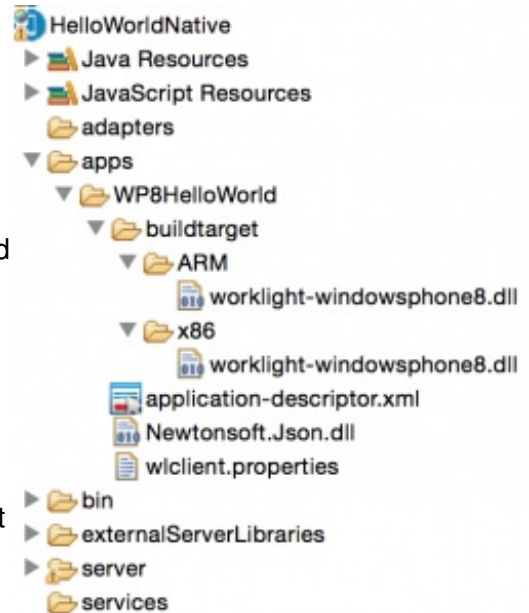 HelloWorldNative
Java Resources
JavaScript Resources
adapters
apps
WP8HelloWorld
buildtarget
d
ARM
worklight-windowsphone8.dll
x86
worklight-windowsphone8.dll
application-descriptor.xml
Newtonsoft.Json.dll
wlclient.properties
bin
t
externalServerLibraries
server
services